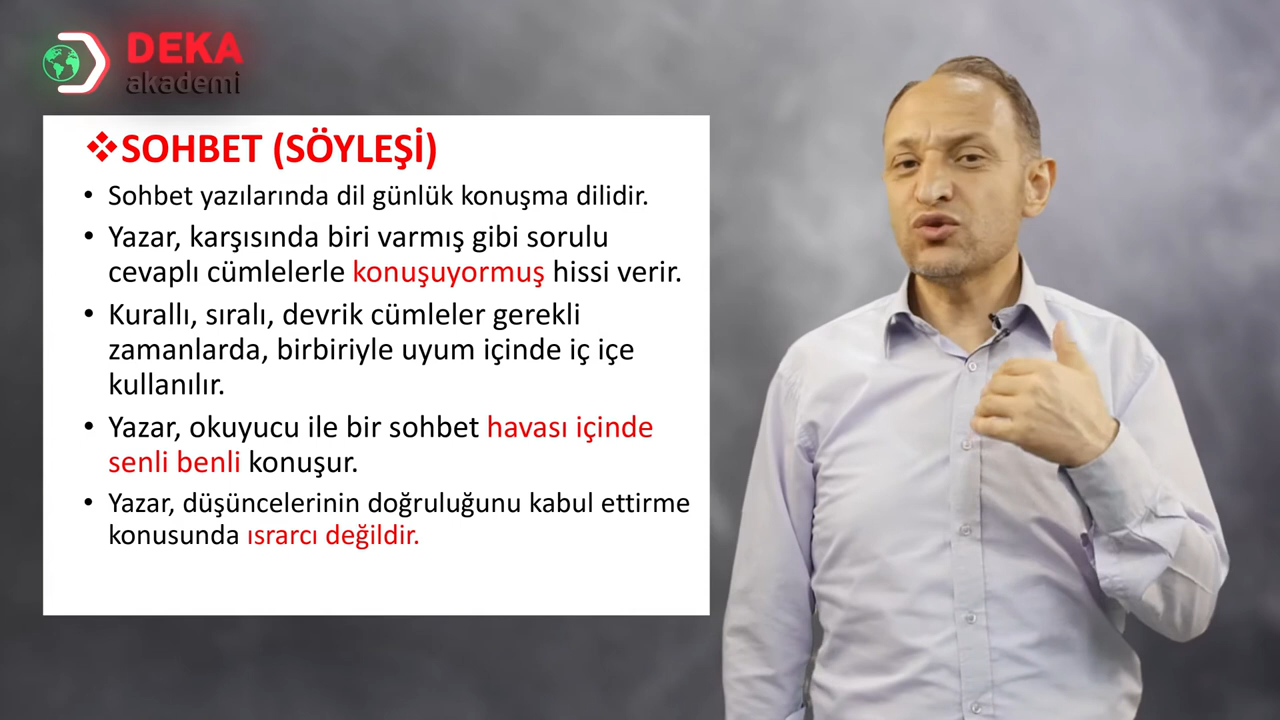 DEKA
akademi
❖SOHBET (SÖYLEŞİ)
• Sohbet yazılarında dil günlük konuşma dilidir.
• Yazar, karşısında biri varmış gibi sorulu
cevaplı cümlelerle konuşuyormuş hissi verir.
• Kurallı, sıralı, devrik cümleler gerekli
zamanlarda, birbiriyle uyum içinde iç içe
kullanılır.
• Yazar, okuyucu ile bir sohbet havası içinde
senli benli konuşur.
• Yazar, düşüncelerinin doğruluğunu kabul ettirme
konusunda ısrarcı değildir.